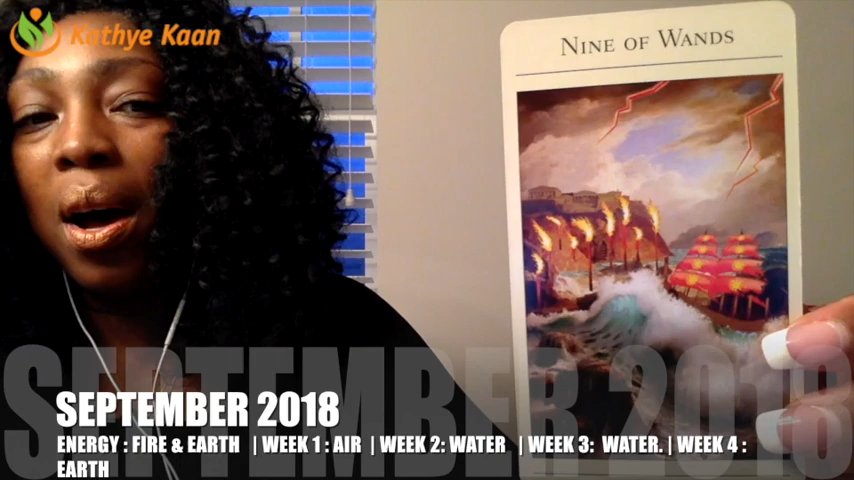 Kathye Kaan
NINE OF WANDS
SEPTEMBER 2018
SEPTEMBER 2018
ENERGY : FIRE & EARTH | WEEK 1 : AIR | WEEK 2: WATER | WEEK 3: WATER. | WEEK 4 :
EARTH